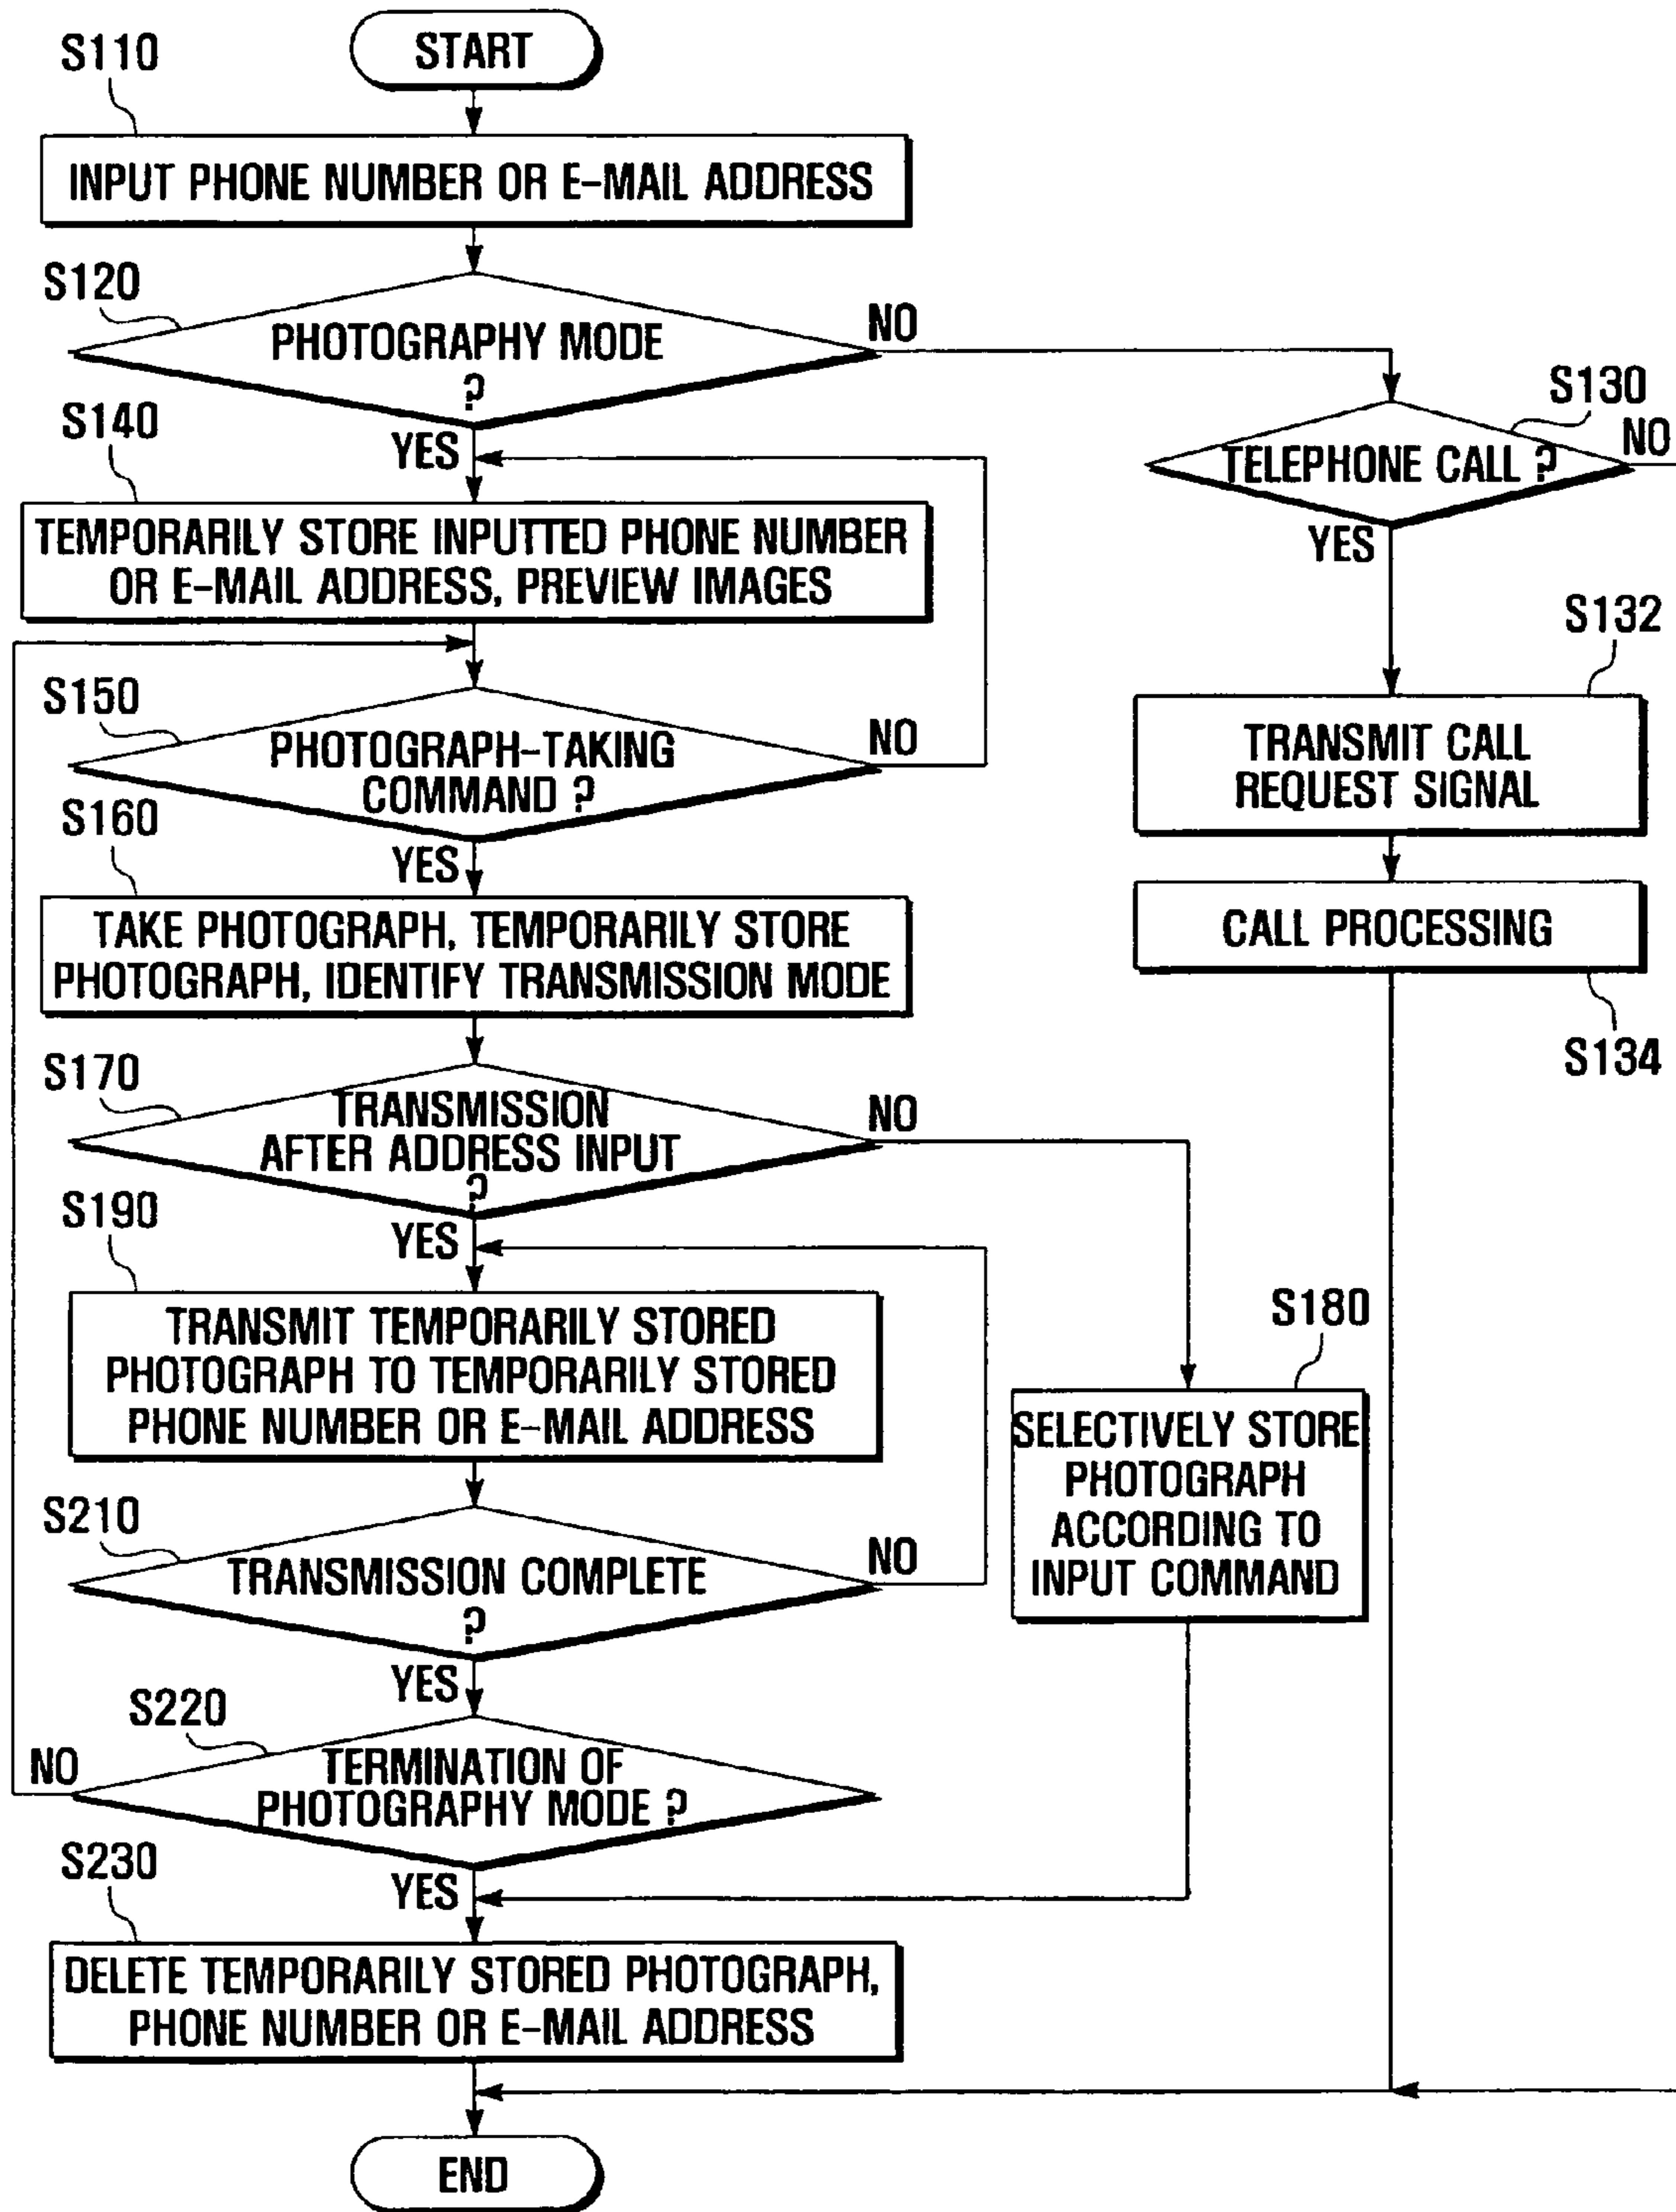 START
S110
INPUT PHONE NUMBER OR E-MAIL ADDRESS
S120
PHOTOGRAPHY MODE
?
NO
YES
S130
TELEPHONE CALL ?
NO
YES
S132
TRANSMIT CALL
REQUEST SIGNAL
CALL PROCESSING
S134
S140
TEMPORARILY STORE INPUTTED PHONE NUMBER
OR E-MAIL ADDRESS, PREVIEW IMAGES
S150
PHOTOGRAPH-TAKING
COMMAND ?
NO
YES
S160
TAKE PHOTOGRAPH, TEMPORARILY STORE
PHOTOGRAPH, IDENTIFY TRANSMISSION MODE
S170
TRANSMISSION
AFTER ADDRESS INPUT
?
NO
YES
S180
SELECTIVELY STORE
PHOTOGRAPH
ACCORDING TO
INPUT COMMAND
S190
TRANSMIT TEMPORARILY STORED
PHOTOGRAPH TO TEMPORARILY STORED
PHONE NUMBER OR E-MAIL ADDRESS
S210
TRANSMISSION COMPLETE
?
NO
YES
S220
TERMINATION OF
PHOTOGRAPHY MODE ?
NO
YES
S230
DELETE TEMPORARILY STORED PHOTOGRAPH,
PHONE NUMBER OR E-MAIL ADDRESS
END